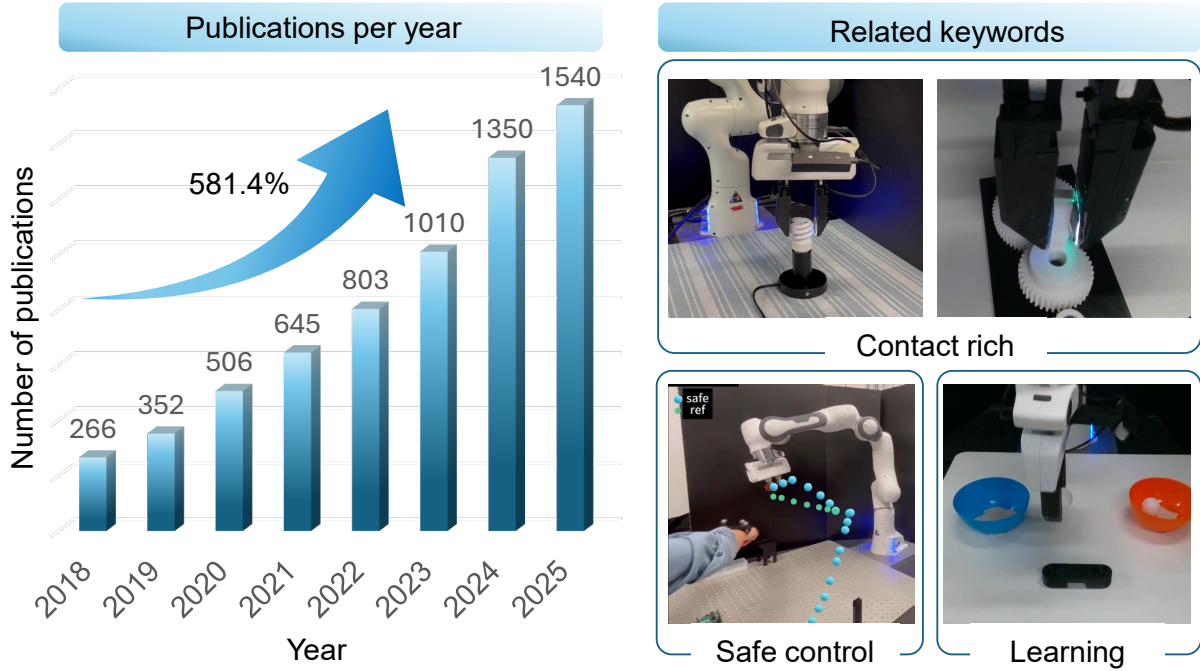 Publications per year
Number of publications
581.4%
266
352
506
645
803
1010
1350
1540
2018
2019
2020
2021
2022
2023
2024
2025
Year
Related keywords
Contact rich
safe
ref
Safe control
Learning